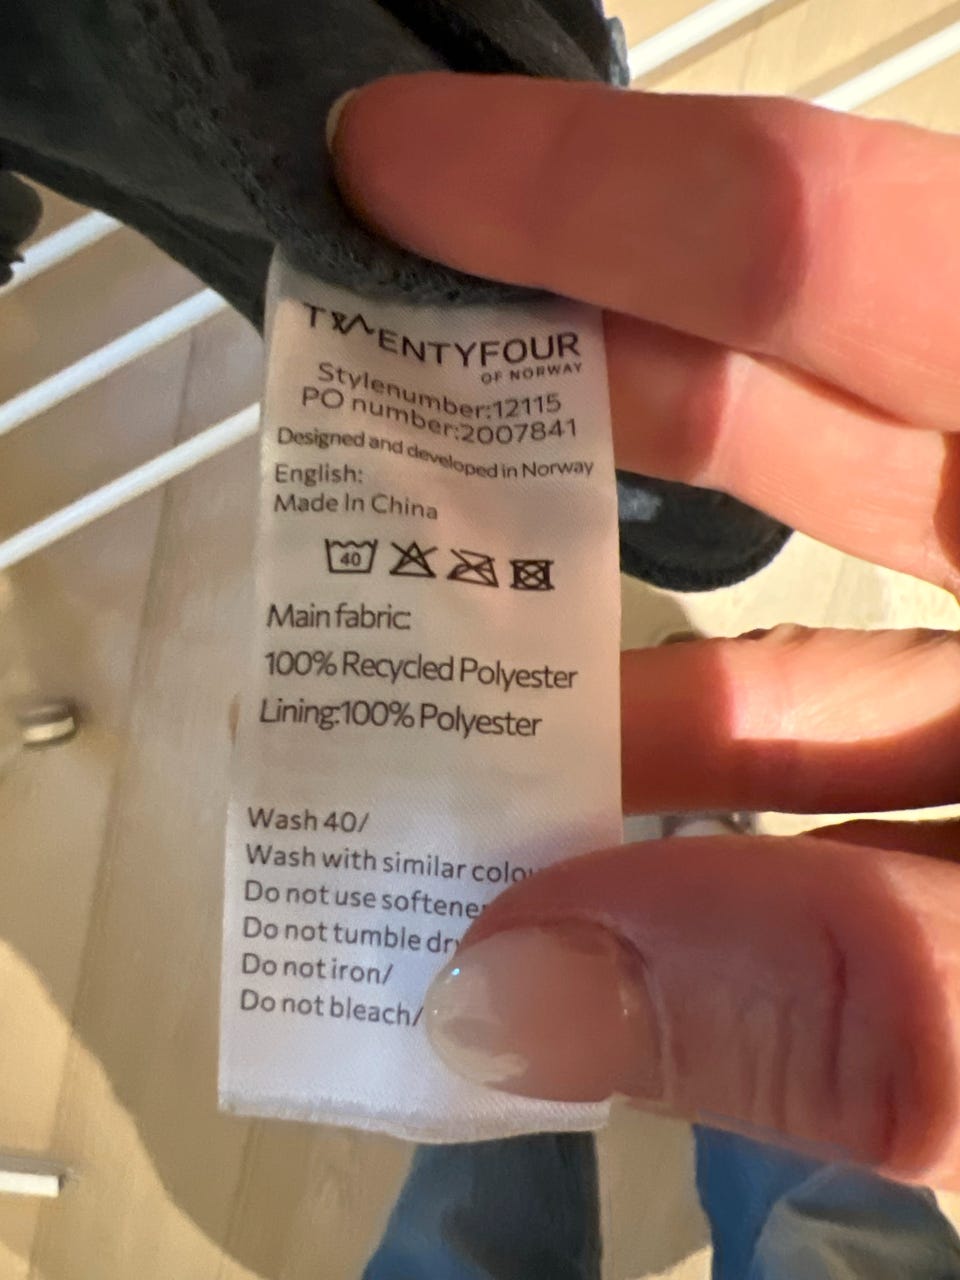 TWENTYFOUR
OF NORWAY
Stylenumber:12115
PO number:2007841
Designed and developed in Norway
English:
Made In China
40
Main fabric:
100% Recycled Polyester
Lining:100% Polyester
Wash 40/
Wash with similar
Do not use
Do not tumble
Do not iron/
Do not bleach/